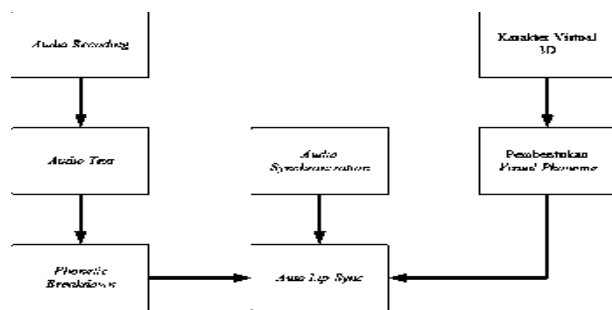 Audio Recording
Karakter Virtual
3D
Audio Text
Audio
Synchronization
Pembentukan
Visual Phoneme
Phonetic
Breakdown
Auto Lip Sync